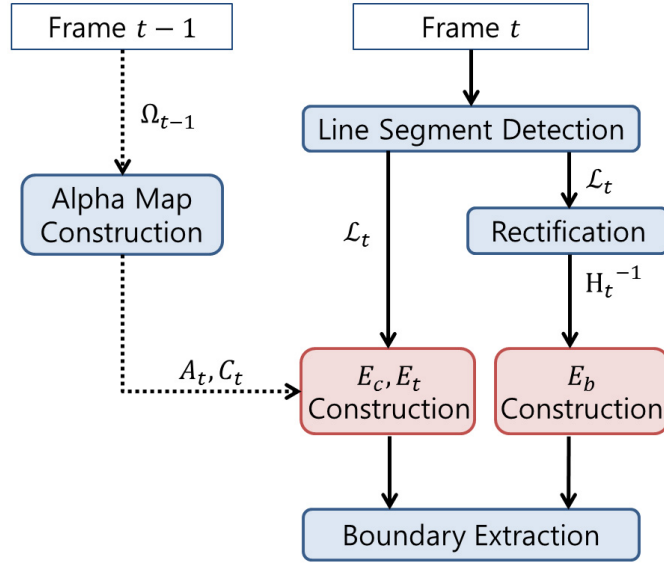 Frame t − 1
Frame t
Ω_{t−1}
Line Segment Detection
Alpha Map
Construction
ℒ_t
ℒ_t
Rectification
H_t^{−1}
A_t, C_t
E_c, E_t
Construction
E_b
Construction
Boundary Extraction